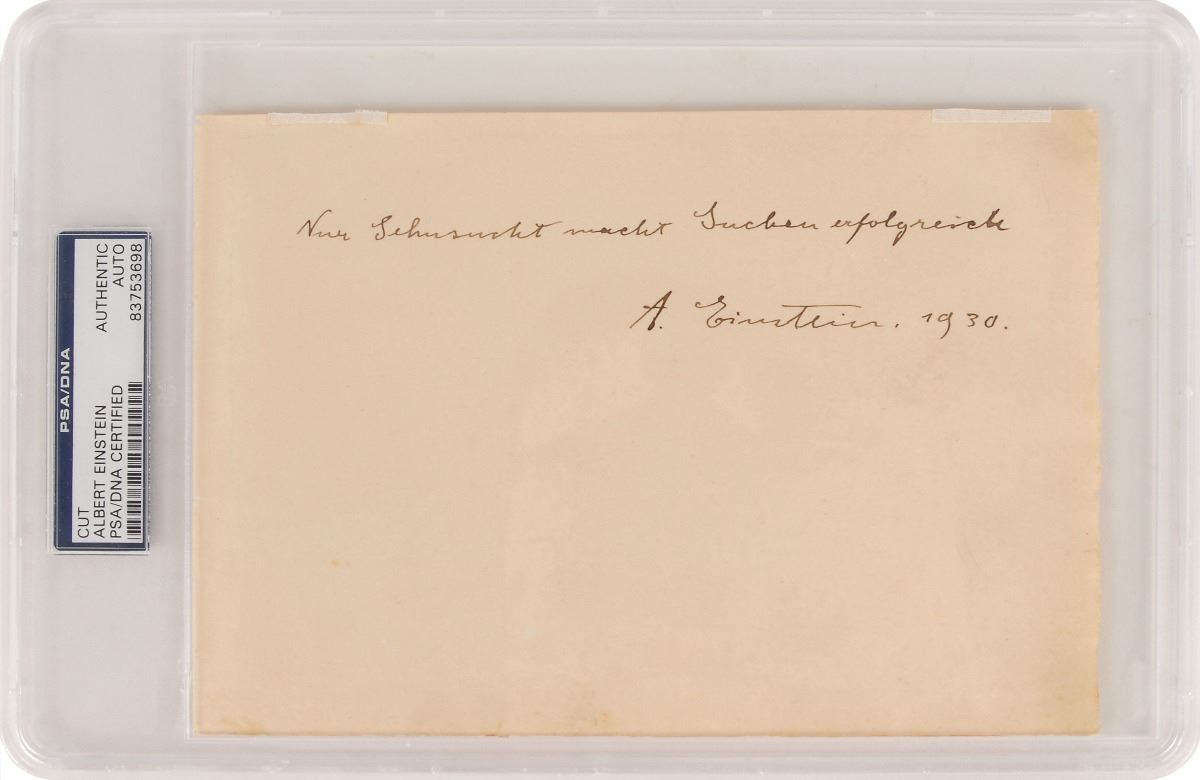 Nur Sehnsucht macht Suchen erfolgreich
A. Einstein. 1930.
PSA/DNA
CUT
ALBERT EINSTEIN
PSA/DNA CERTIFIED
AUTHENTIC
AUTO
83753698